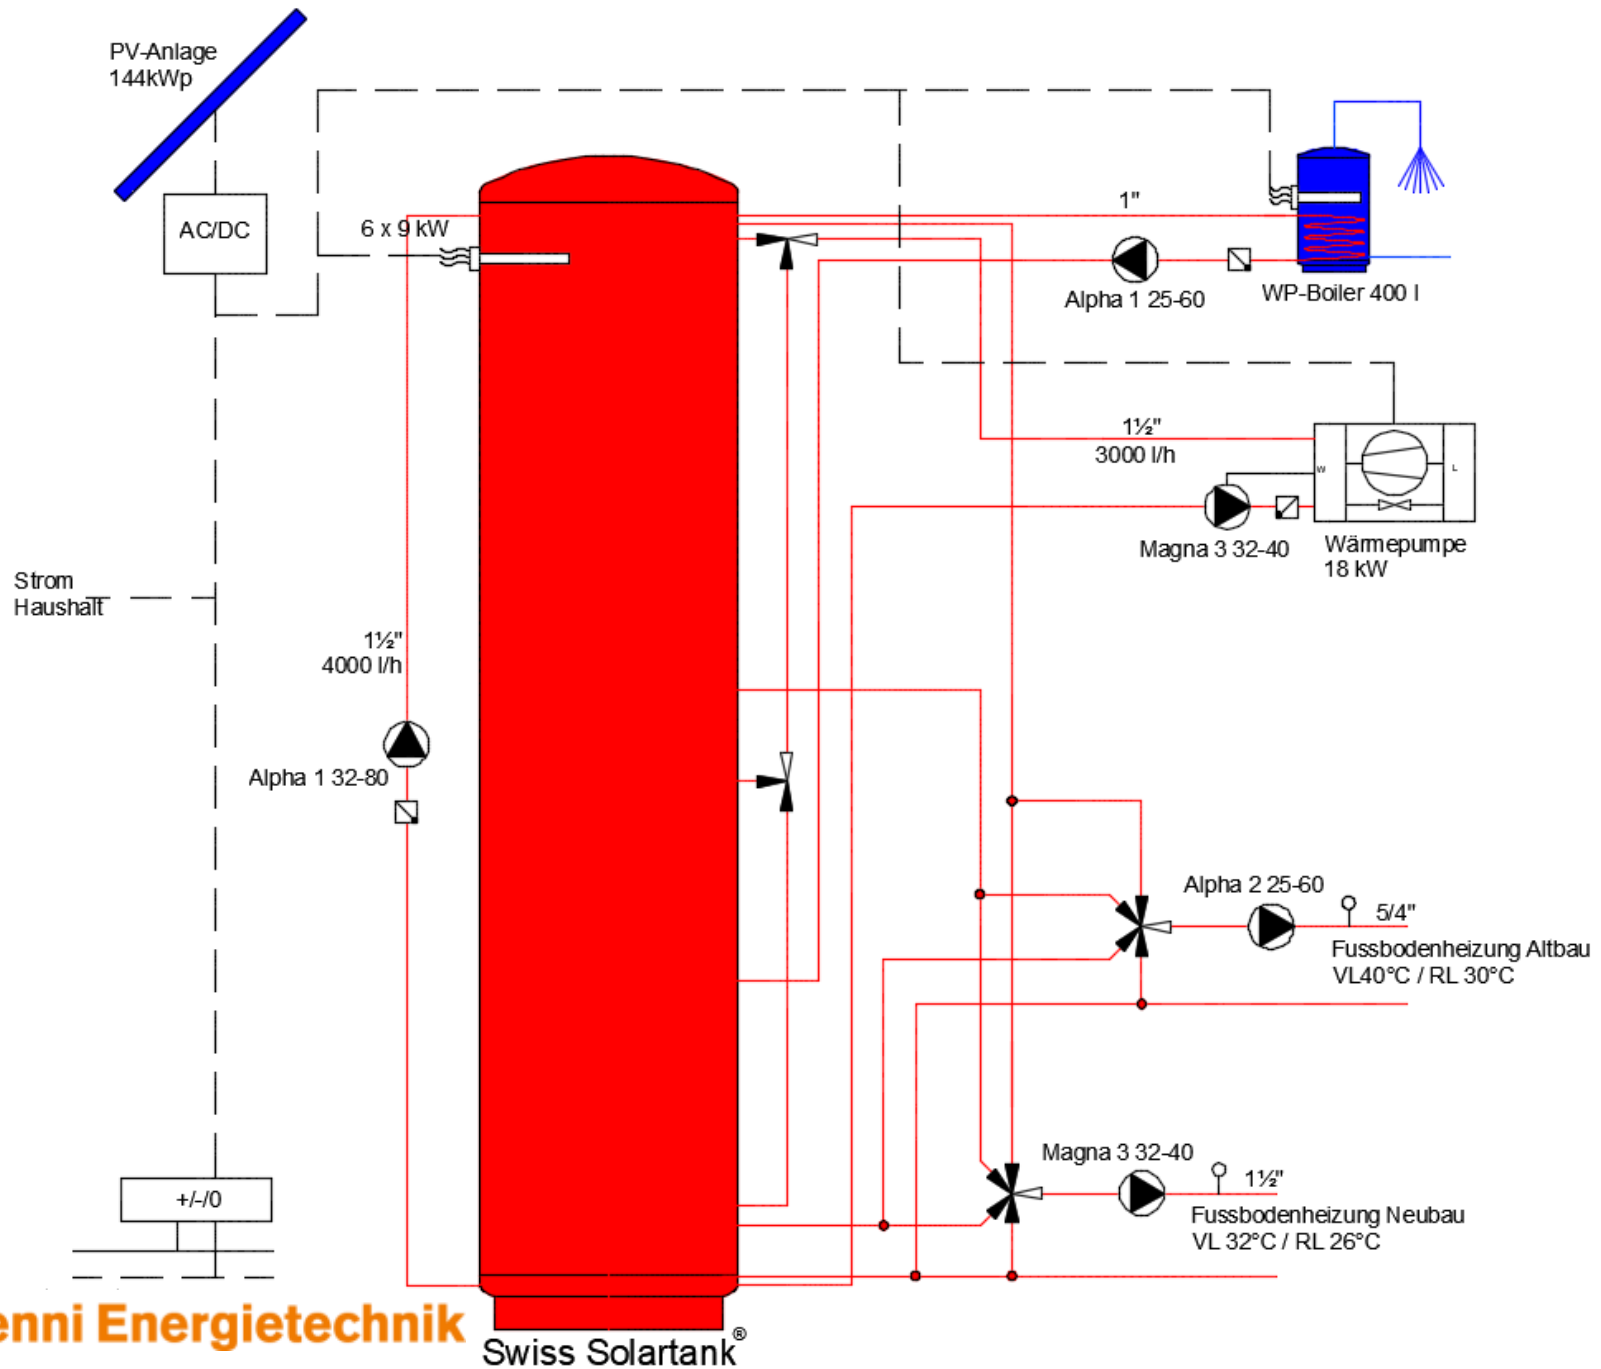 PV-Anlage
144kWp
AC/DC
6 x 9 kW
1"
Alpha 1 25-60
WP-Boiler 400 l
1½"
3000 l/h
W
L
Magna 3 32-40
Wärmepumpe
18 kW
Strom
Haushalt
1½"
4000 l/h
Alpha 1 32-80
Alpha 2 25-60
5/4"
Fussbodenheizung Altbau
VL40°C / RL 30°C
Magna 3 32-40
1½"
Fussbodenheizung Neubau
VL 32°C / RL 26°C
+/-/0
enni Energietechnik
Swiss Solartank®